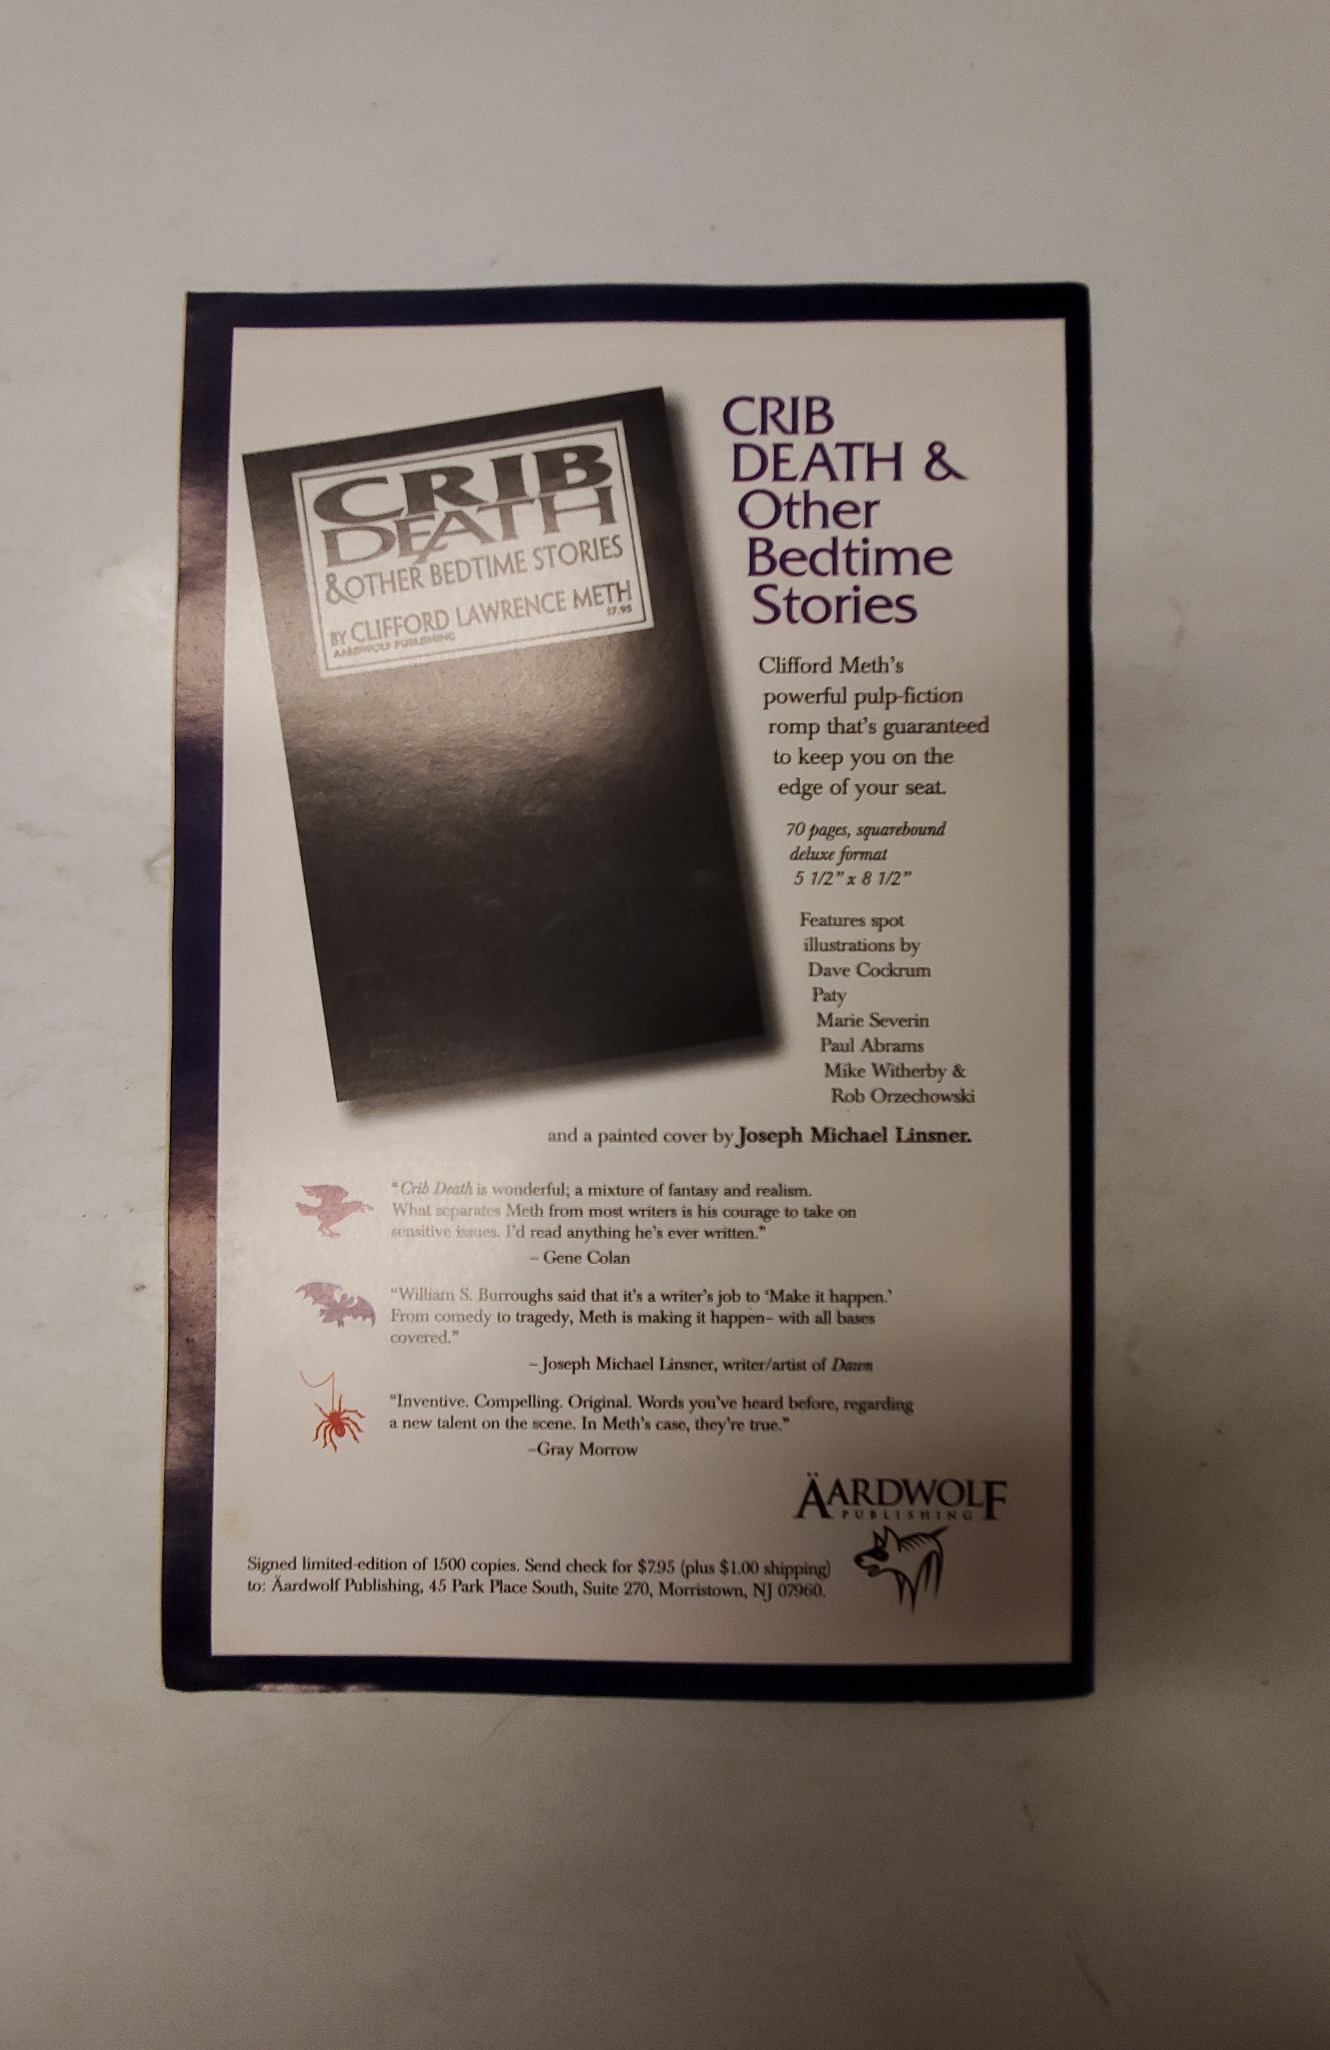 CRIB
DEATH
& OTHER BEDTIME STORIES
BY CLIFFORD LAWRENCE METH
$7.95
AARDWOLF PUBLISHING
CRIB
DEATH &
Other
Bedtime
Stories
Clifford Meth's
powerful pulp-fiction
romp that's guaranteed
to keep you on the
edge of your seat.
70 pages, squarebound
deluxe format
5 1/2" x 8 1/2"
Features spot
illustrations by
Dave Cockrum
Paty
Marie Severin
Paul Abrams
Mike Witherby &
Rob Orzechowski
and a painted cover by Joseph Michael Linsner.
"Crib Death is wonderful; a mixture of fantasy and realism.
What separates Meth from most writers is his courage to take on
sensitive issues. I'd read anything he's ever written."
– Gene Colan
"William S. Burroughs said that it's a writer's job to 'Make it happen.'
From comedy to tragedy, Meth is making it happen– with all bases
covered."
–Joseph Michael Linsner, writer/artist of Dawn
"Inventive. Compelling. Original. Words you've heard before, regarding
a new talent on the scene. In Meth's case, they're true."
–Gray Morrow
ÄARDWOLF
PUBLISHING
Signed limited-edition of 1500 copies. Send check for $7.95 (plus $1.00 shipping)
to: Äardwolf Publishing, 45 Park Place South, Suite 270, Morristown, NJ 07960.